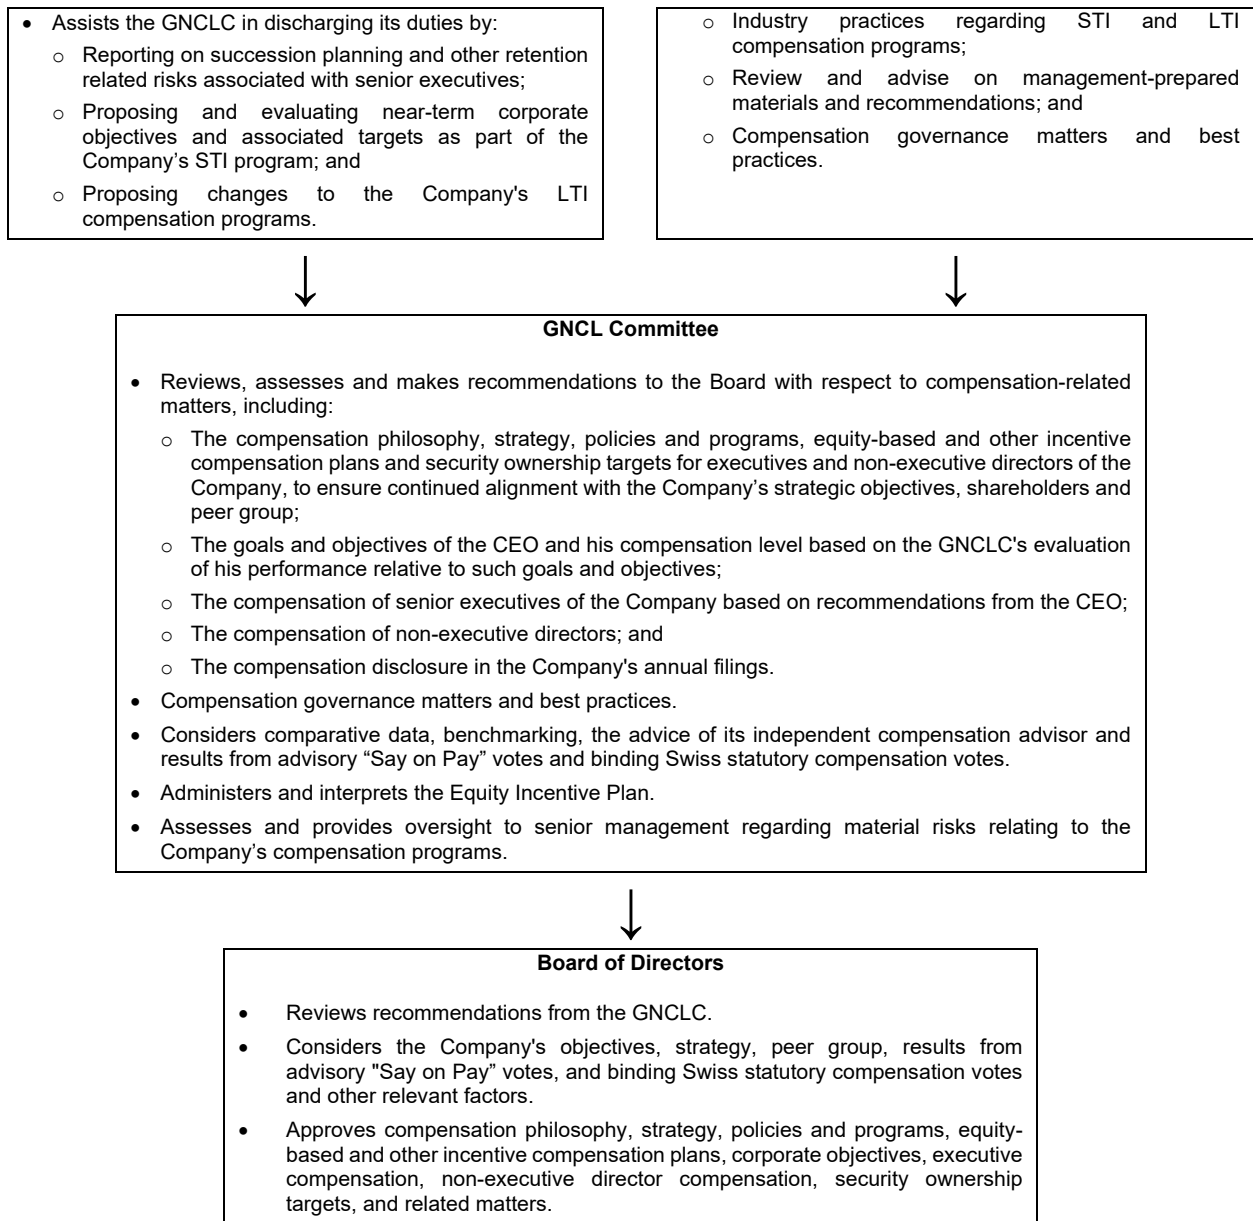 • Assists the GNCLC in discharging its duties by:
o Reporting on succession planning and other retention
related risks associated with senior executives;
o Proposing and evaluating near-term corporate
objectives and associated targets as part of the
Company’s STI program; and
o Proposing changes to the Company's LTI
compensation programs.
o Industry practices regarding STI and LTI
compensation programs;
o Review and advise on management-prepared
materials and recommendations; and
o Compensation governance matters and best
practices.
GNCL Committee
• Reviews, assesses and makes recommendations to the Board with respect to compensation-related
matters, including:
o The compensation philosophy, strategy, policies and programs, equity-based and other incentive
compensation plans and security ownership targets for executives and non-executive directors of the
Company, to ensure continued alignment with the Company’s strategic objectives, shareholders and
peer group;
o The goals and objectives of the CEO and his compensation level based on the GNCLC's evaluation
of his performance relative to such goals and objectives;
o The compensation of senior executives of the Company based on recommendations from the CEO;
o The compensation of non-executive directors; and
o The compensation disclosure in the Company's annual filings.
• Compensation governance matters and best practices.
• Considers comparative data, benchmarking, the advice of its independent compensation advisor and
results from advisory “Say on Pay” votes and binding Swiss statutory compensation votes.
• Administers and interprets the Equity Incentive Plan.
• Assesses and provides oversight to senior management regarding material risks relating to the
Company’s compensation programs.
Board of Directors
• Reviews recommendations from the GNCLC.
• Considers the Company's objectives, strategy, peer group, results from
advisory "Say on Pay” votes, and binding Swiss statutory compensation votes
and other relevant factors.
• Approves compensation philosophy, strategy, policies and programs, equity-
based and other incentive compensation plans, corporate objectives, executive
compensation, non-executive director compensation, security ownership
targets, and related matters.